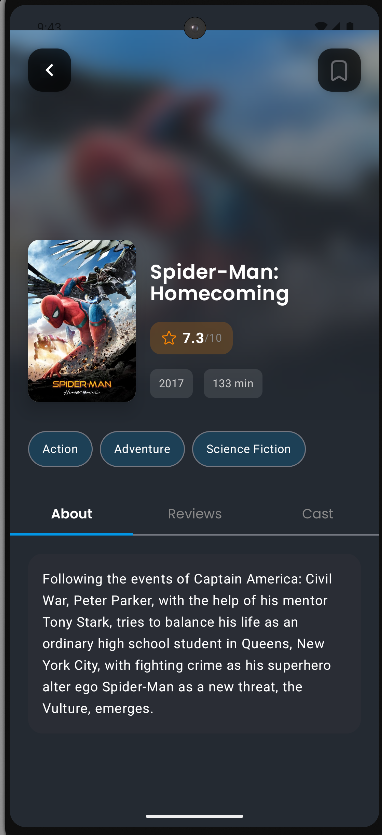 9:43
Spider-Man:
Homecoming
7.3/10
2017
133 min
SPIDER-MAN
Action
Adventure
Science Fiction
About
Reviews
Cast
Following the events of Captain America: Civil
War, Peter Parker, with the help of his mentor
Tony Stark, tries to balance his life as an
ordinary high school student in Queens, New
York City, with fighting crime as his superhero
alter ego Spider-Man as a new threat, the
Vulture, emerges.